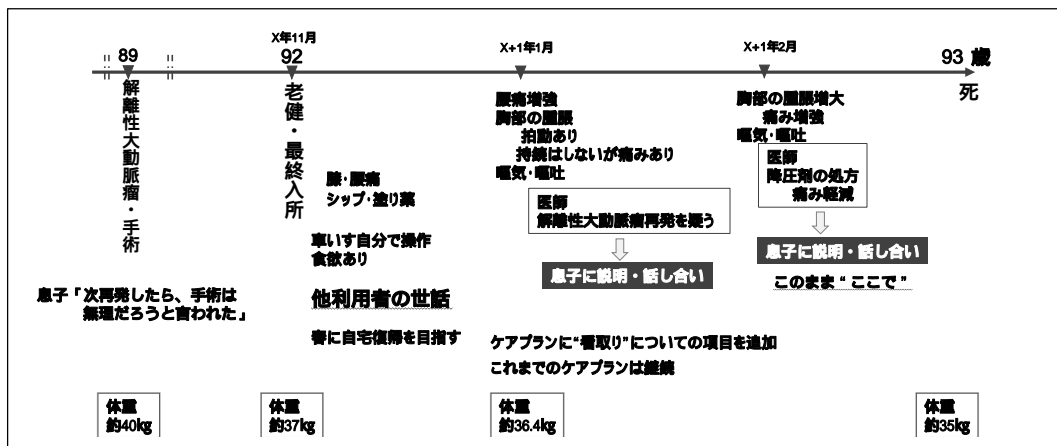 X年11月
X+1年1月
X+1年2月
89
92
93 歳
解離性大動脈瘤・手術
老健・最終入所
死
腰痛増強
胸部の腫脹
拍動あり
持続はしないが痛みあり
嘔気・嘔吐
胸部の腫脹増大
痛み増強
嘔気・嘔吐
医師
降圧剤の処方
痛み軽減
膝・腰痛
シップ・塗り薬
医師
解離性大動脈瘤再発を疑う
車いす自分で操作
食欲あり
息子に説明・話し合い
息子に説明・話し合い
このまま“ここで”
息子「次再発したら、手術は
無理だろうと言われた」
他利用者の世話
春に自宅復帰を目指す
ケアプランに“看取り”についての項目を追加
これまでのケアプランは継続
体重
約40kg
体重
約37kg
体重
約36.4kg
体重
約35kg